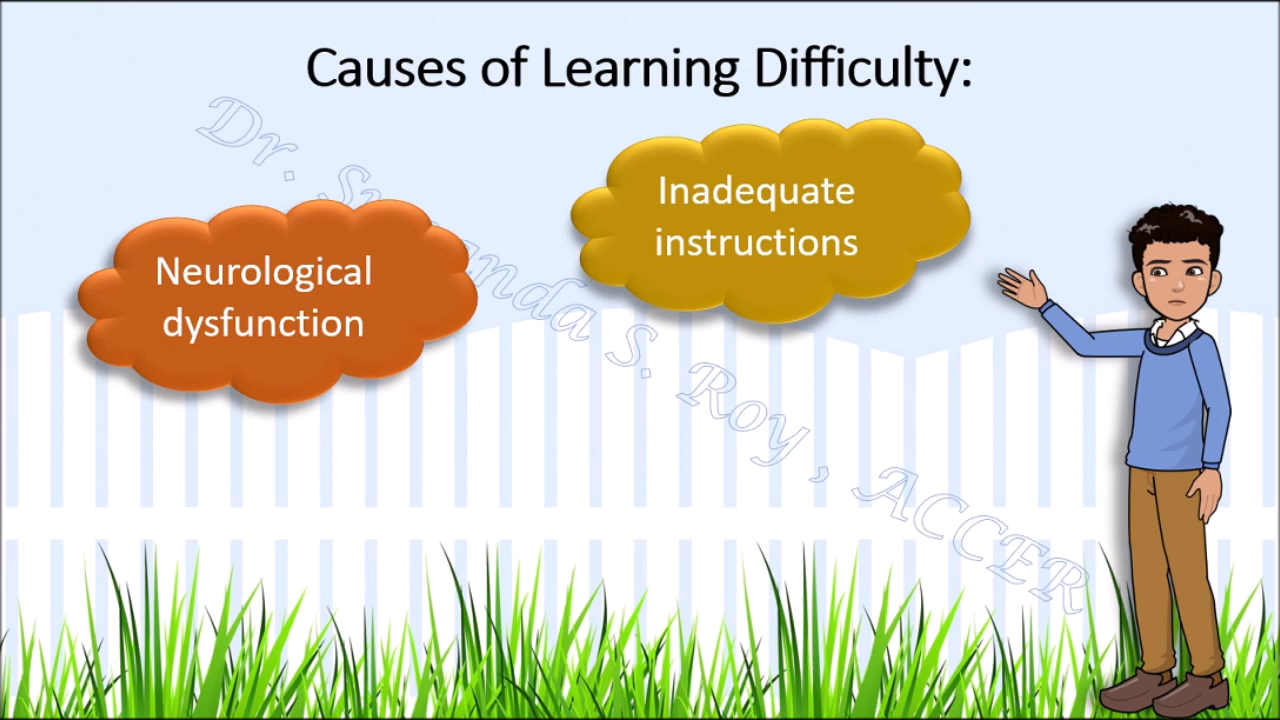 Causes of Learning Difficulty:
Neurological
dysfunction
Inadequate
instructions
Dr.
S. Roy , ACCER